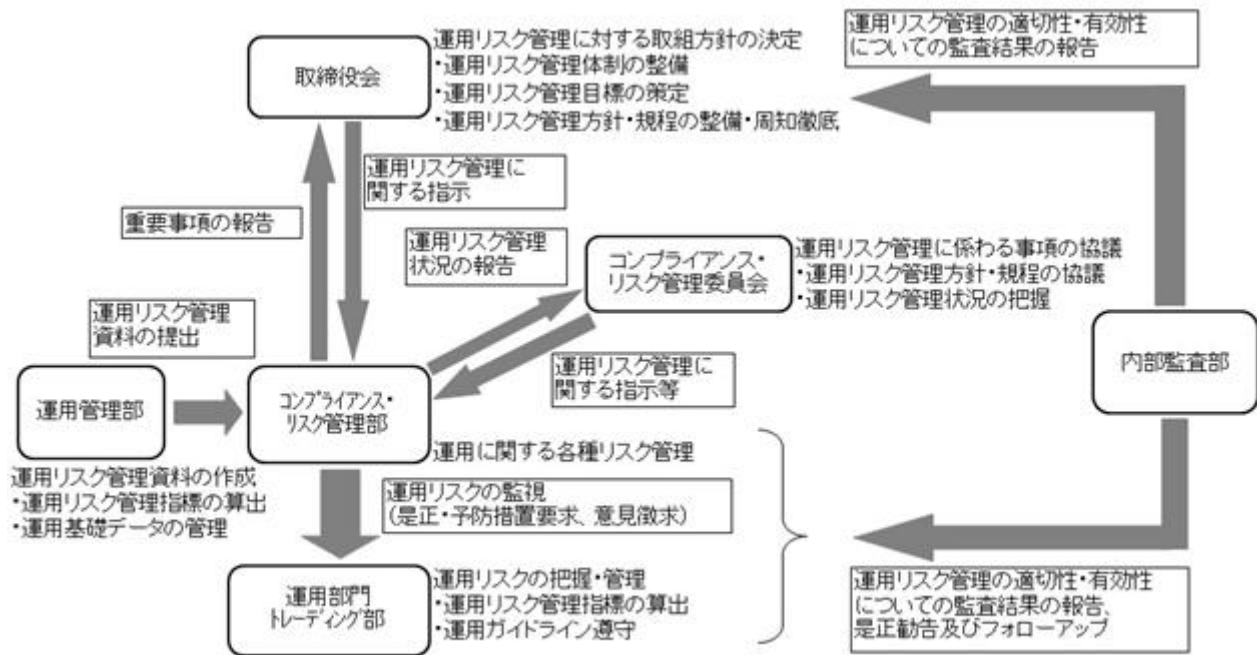 取締役会
運用リスク管理に対する取組方針の決定
・運用リスク管理体制の整備
・運用リスク管理目標の策定
・運用リスク管理方針・規程の整備・周知徹底
運用リスク管理の適切性・有効性
についての監査結果の報告
運用リスク管理に
関する指示
重要事項の報告
運用リスク管理
状況の報告
コンプライアンス・
リスク管理委員会
運用リスク管理に係わる事項の協議
・運用リスク管理方針・規程の協議
・運用リスク管理状況の把握
運用リスク管理
資料の提出
運用リスク管理に
関する指示等
内部監査部
運用管理部
コンプライアンス・
リスク管理部
運用に関する各種リスク管理
運用リスク管理資料の作成
・運用リスク管理指標の算出
・運用基礎データの管理
運用リスクの監視
(是正・予防措置要求、意見徴求)
運用部門
トレーディング部
運用リスクの把握・管理
・運用リスク管理指標の算出
・運用ガイドライン遵守
運用リスク管理の適切性・有効性
についての監査結果の報告、
是正勧告及びフォローアップ